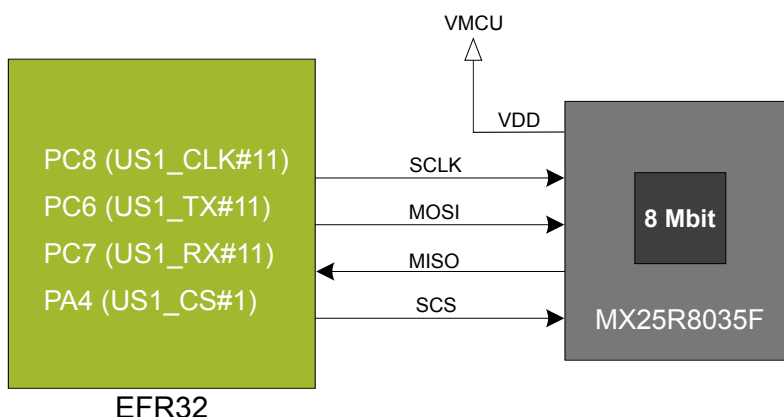 VMCU
VDD
PC8 (US1_CLK#11)
SCLK
PC6 (US1_TX#11)
MOSI
8 Mbit
PC7 (US1_RX#11)
MISO
PA4 (US1_CS#1)
SCS
MX25R8035F
EFR32